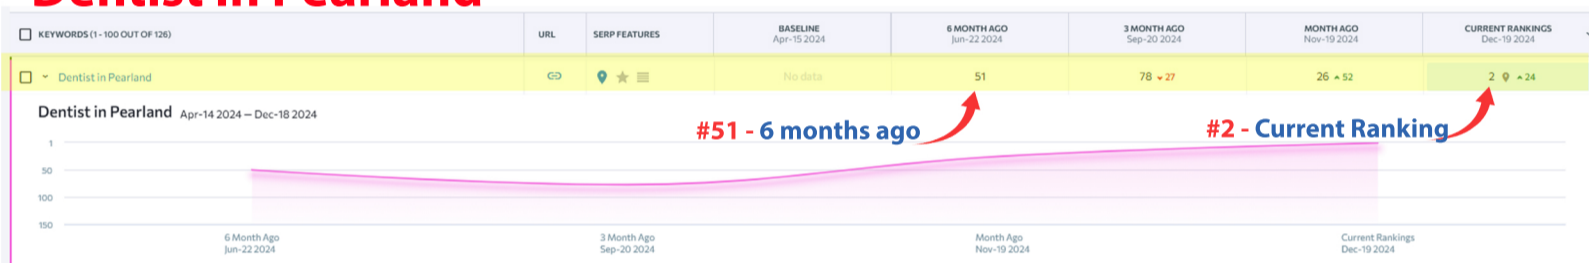 Dentist in Pearland
KEYWORDS (1 - 100 OUT OF 126) URL SERP FEATURES BASELINE 6 MONTH AGO 3 MONTH AGO MONTH AGO CURRENT RANKINGS
Apr-15 2024 Jun-22 2024 Sep-20 2024 Nov-19 2024 Dec-19 2024
Dentist in Pearland No data 51 78 27 26 52 2 24
Dentist in Pearland Apr-14 2024 — Dec-18 2024
#51 - 6 months ago #2 - Current Ranking
1
50
100
150
6 Month Ago 3 Month Ago Month Ago Current Rankings
Jun-22 2024 Sep-20 2024 Nov-19 2024 Dec-19 2024